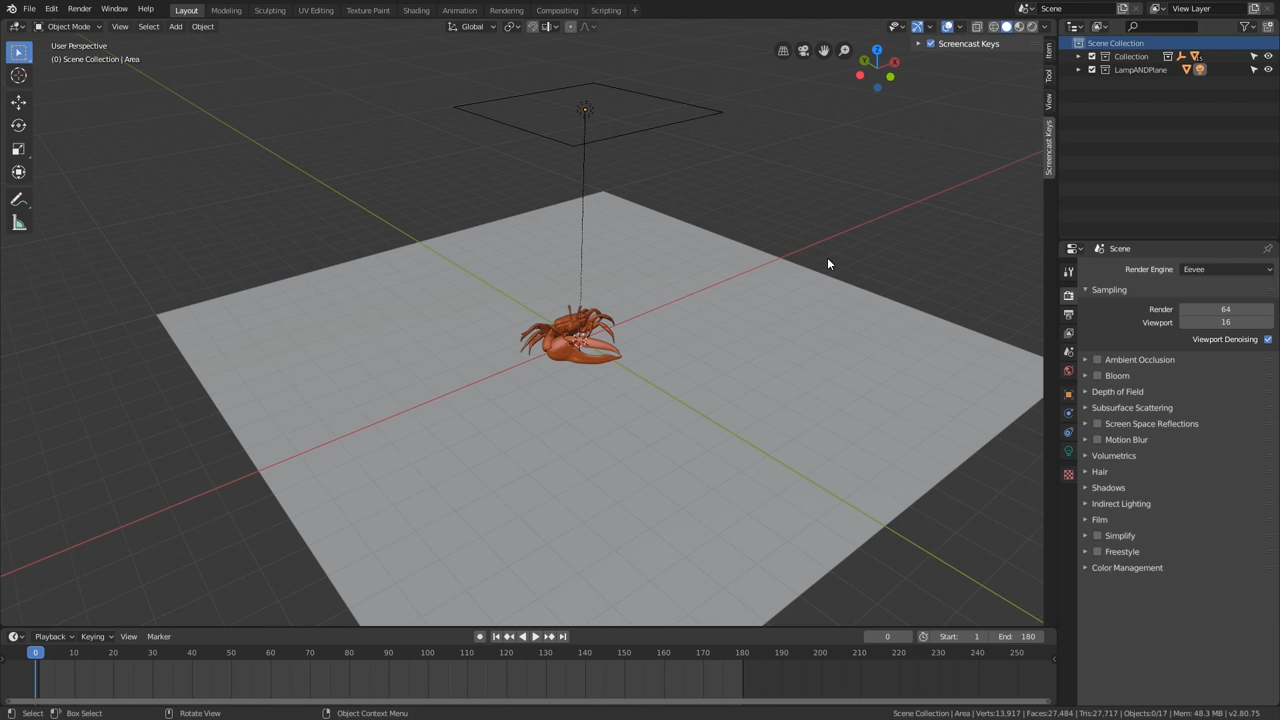 File Edit Render Window Help Layout Modeling Sculpting UV Editing Texture Paint Shading Animation Rendering Compositing Scripting + Scene View Layer
Object Mode View Select Add Object Global
User Perspective
(0) Scene Collection | Area
Screencast Keys
Z
Y
X
Item
Tool
View
Screencast Keys
Scene Collection
Collection
LampANDPlane
Scene
Render Engine Eevee
Sampling
Render 64
Viewport 16
Viewport Denoising
Ambient Occlusion
Bloom
Depth of Field
Subsurface Scattering
Screen Space Reflections
Motion Blur
Volumetrics
Hair
Shadows
Indirect Lighting
Film
Simplify
Freestyle
Color Management
Playback Keying View Marker 0 Start: 1 End: 180
0 10 20 30 40 50 60 70 80 90 100 110 120 130 140 150 160 170 180 190 200 210 220 230 240 250
Select Box Select Rotate View Object Context Menu Scene Collection | Area | Verts:13,917 | Faces:27,484 | Tris:27,717 | Objects:0/17 | Mem: 48.3 MB | v2.80.75